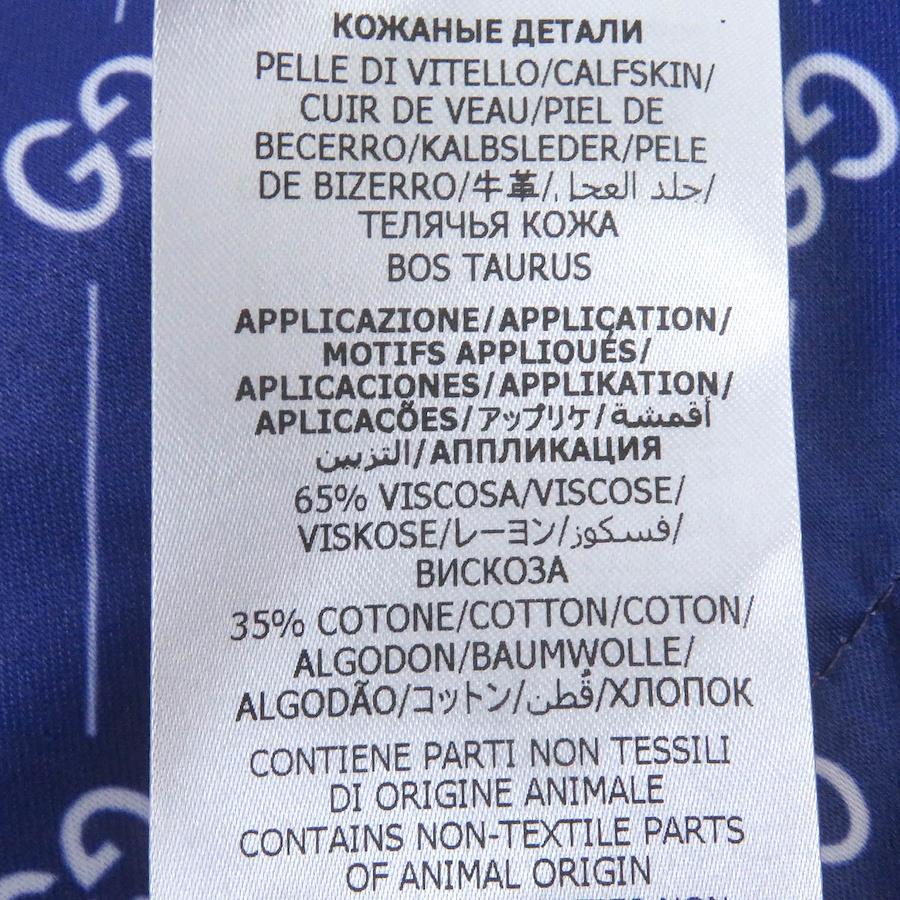 КОЖАНЫЕ ДЕТАЛИ
PELLE DI VITELLO/CALFSKIN/
CUIR DE VEAU/PIEL DE
BECERRO/KALBSLEDER/PELE
DE BIZERRO/牛革/جلد العجل/
ТЕЛЯЧЬЯ КОЖА
BOS TAURUS
APPLICAZIONE/APPLICATION/
MOTIFS APPLIQUÉS/
APLICACIONES/APPLIKATION/
APLICACÕES/アップリケ/أقمشة
التزيين/АППЛИКАЦИЯ
65% VISCOSA/VISCOSE/
VISKOSE/レーヨン/فسكوز/
ВИСКОЗА
35% COTONE/COTTON/COTON/
ALGODON/BAUMWOLLE/
ALGODÃO/コットン/قُطن/ХЛОПОК
CONTIENE PARTI NON TESSILI
DI ORIGINE ANIMALE
CONTAINS NON-TEXTILE PARTS
OF ANIMAL ORIGIN